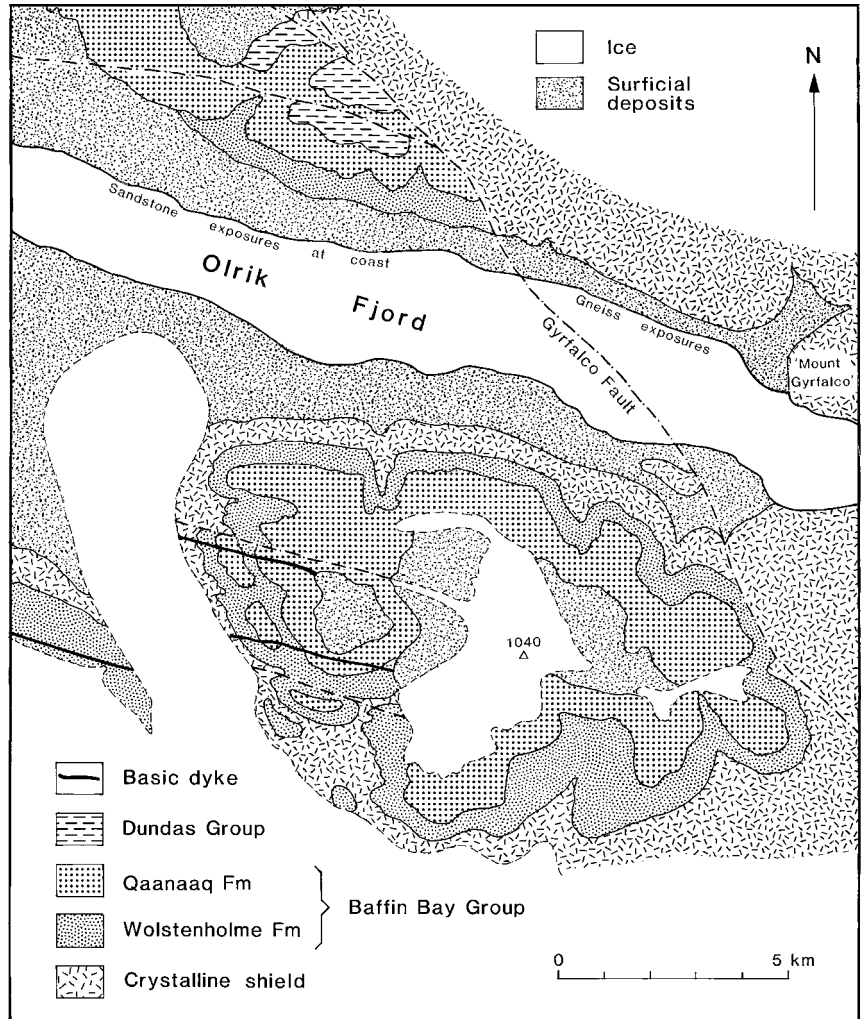 Ice
Surficial
deposits
N
Sandstone exposures at coast
Olrik
Fjord
Gneiss exposures
Gyrfalco Fault
'Mount
Gyrfalco'
1040
Basic dyke
Dundas Group
Qaanaaq Fm
Baffin Bay Group
Wolstenholme Fm
Crystalline shield
0
5 km